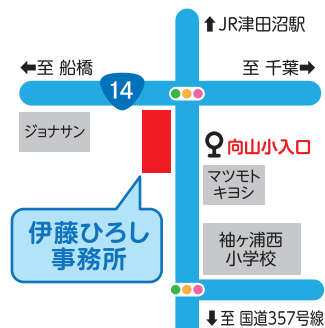 ⬆JR津田沼駅
⬅至 船橋
至 千葉➡
14
ジョナサン
向山小入口
マツモト
キヨシ
伊藤ひろし
事務所
袖ケ浦西
小学校
⬇至 国道357号線